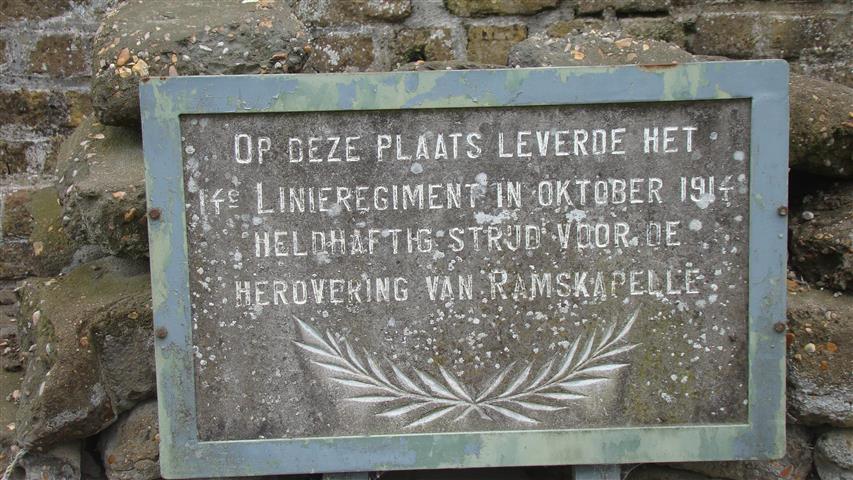 Op deze plaats leverde het
14e Linieregiment in oktober 1914
heldhaftig strijd voor de
herovering van Ramskapelle